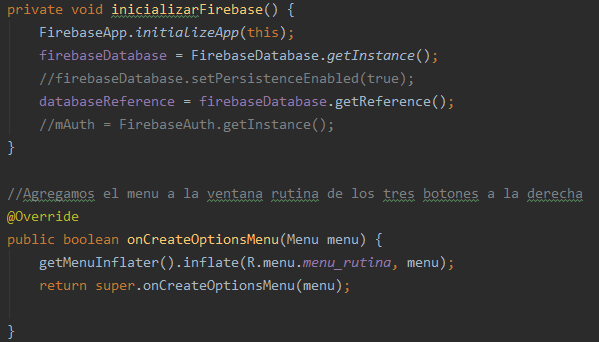 private void inicializarFirebase() {
    FirebaseApp.initializeApp(this);
    firebaseDatabase = FirebaseDatabase.getInstance();
    //firebaseDatabase.setPersistenceEnabled(true);
    databaseReference = firebaseDatabase.getReference();
    //mAuth = FirebaseAuth.getInstance();
}

//Agregamos el menu a la ventana rutina de los tres botones a la derecha
@Override
public boolean onCreateOptionsMenu(Menu menu) {
    getMenuInflater().inflate(R.menu.menu_rutina, menu);
    return super.onCreateOptionsMenu(menu);

}